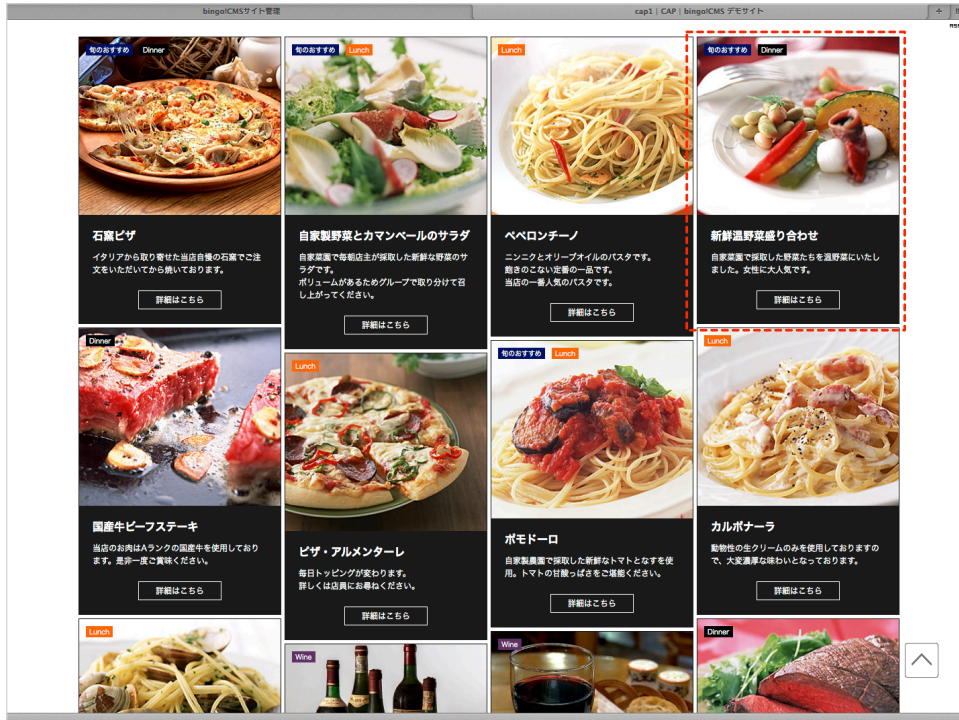 bingo!CMSサイト管理
cap1 | CAP | bingo!CMS デモサイト
RSS
旬のおすすめ Dinner
石窯ピザ
イタリアから取り寄せた当店自慢の石窯でご注
文をいただいてから焼いております。
詳細はこちら
旬のおすすめ Lunch
自家製野菜とカマンベールのサラダ
自家菜園で毎朝店主が採取した新鮮な野菜のサ
ラダです。
ボリュームがあるためグループで取り分けて召
し上がってください。
詳細はこちら
Lunch
ペペロンチーノ
ニンニクとオリーブオイルのパスタです。
飽きのこない定番の一品です。
当店の一番人気のパスタです。
詳細はこちら
旬のおすすめ Dinner
新鮮温野菜盛り合わせ
自家菜園で採取した野菜たちを温野菜にいたし
ました。女性に大人気です。
詳細はこちら
Dinner
国産牛ビーフステーキ
当店のお肉はAランクの国産牛を使用しており
ます。是非一度ご賞味ください。
詳細はこちら
Lunch
ピザ・アルメンターレ
毎日トッピングが変わります。
詳しくは店員にお尋ねください。
詳細はこちら
旬のおすすめ Lunch
ポモドーロ
自家製農園で採取した新鮮なトマトとなすを使
用。トマトの甘酸っぱさをご堪能ください。
詳細はこちら
Lunch
カルボナーラ
動物性の生クリームのみを使用しておりますの
で、大変濃厚な味わいとなっております。
詳細はこちら
Lunch
Wine
Wine
Dinner